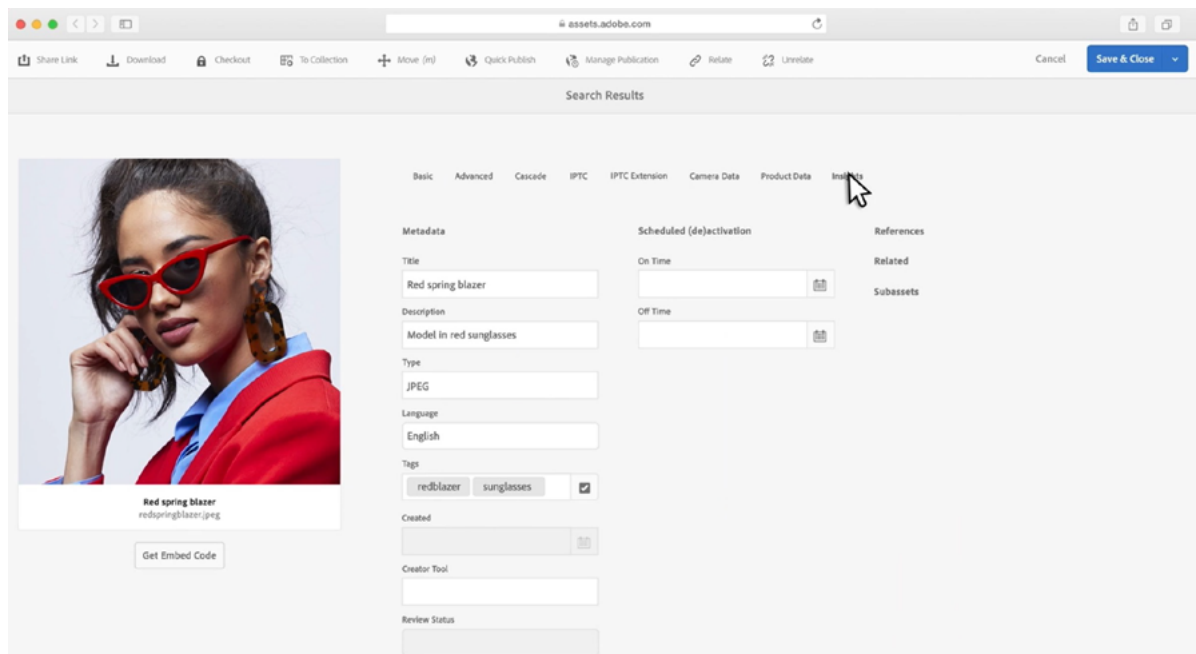 assets.adobe.com
Share Link Download Checkout To Collection Move (m) Quick Publish Manage Publication Relate Unrelate Cancel Save & Close
Search Results
Basic Advanced Cascade IPTC IPTC Extension Camera Data Product Data Insights
Metadata Scheduled (de)activation References
Title On Time Related
Red spring blazer
Subassets
Description Off Time
Model in red sunglasses
Type
JPEG
Language
English
Tags
redblazer sunglasses
Red spring blazer
redspringblazer.jpeg
Created
Get Embed Code
Creator Tool
Review Status